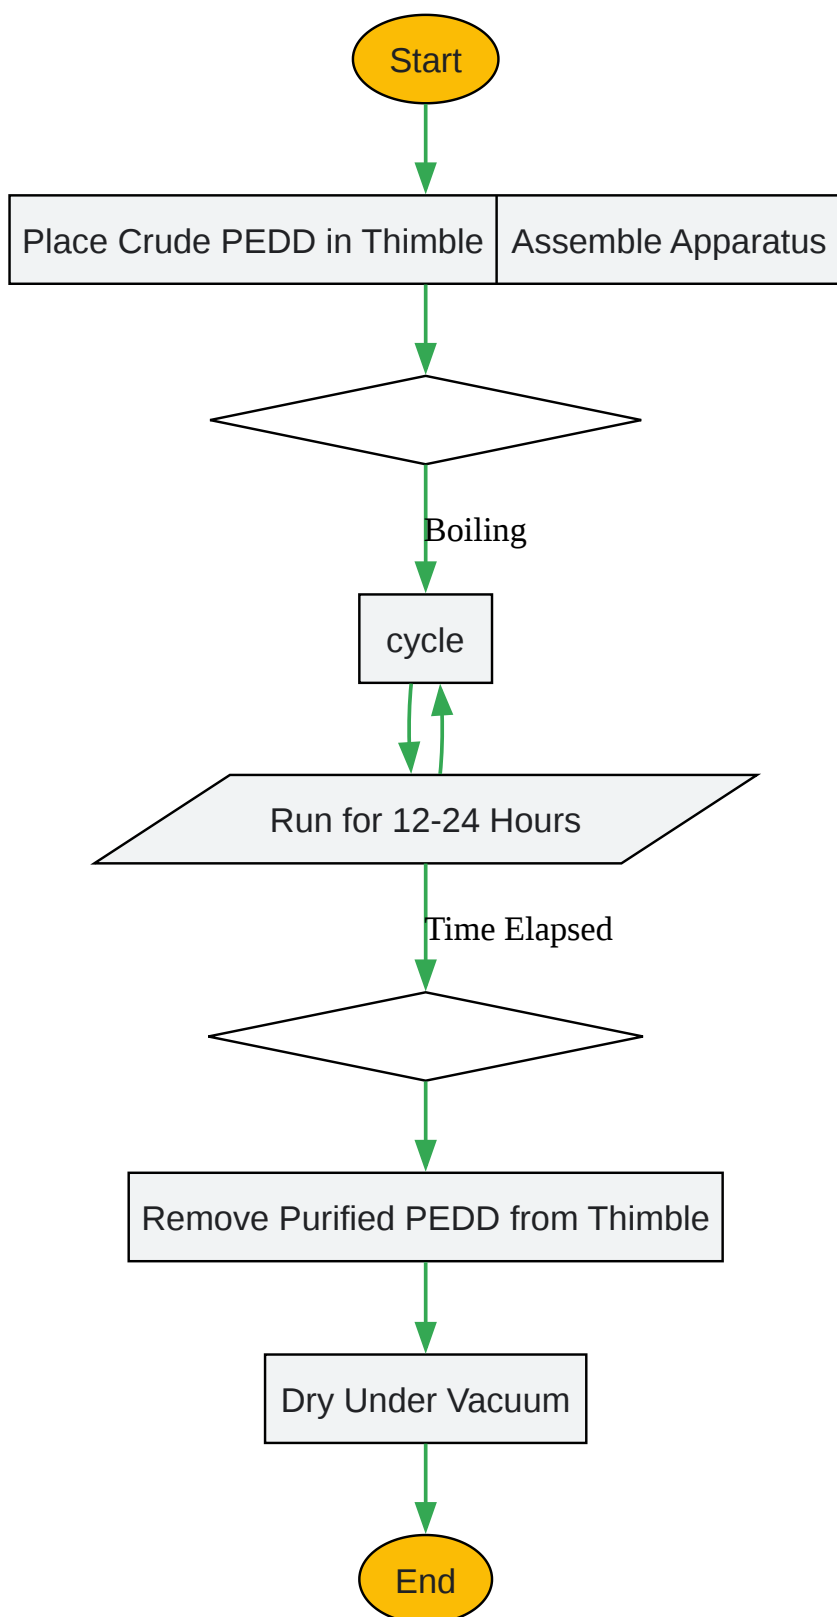 Start
Place Crude PEDD in Thimble
Assemble Apparatus
Boiling
cycle
Run for 12-24 Hours
Time Elapsed
Remove Purified PEDD from Thimble
Dry Under Vacuum
End